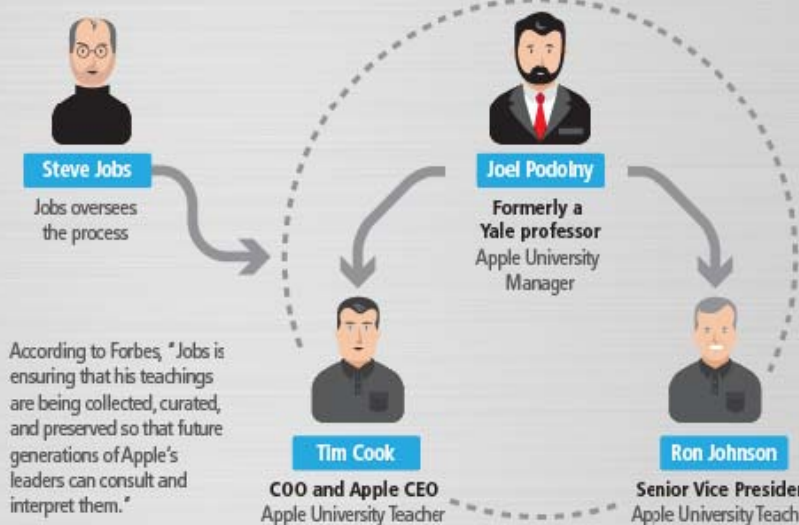 Steve Jobs
Jobs oversees
the process
Joel Podolny
Formerly a
Yale professor
Apple University
Manager
According to Forbes, "Jobs is
ensuring that his teachings
are being collected, curated,
and preserved so that future
generations of Apple's
leaders can consult and
interpret them."
Tim Cook
COO and Apple CEO
Apple University Teacher
Ron Johnson
Senior Vice
Apple University